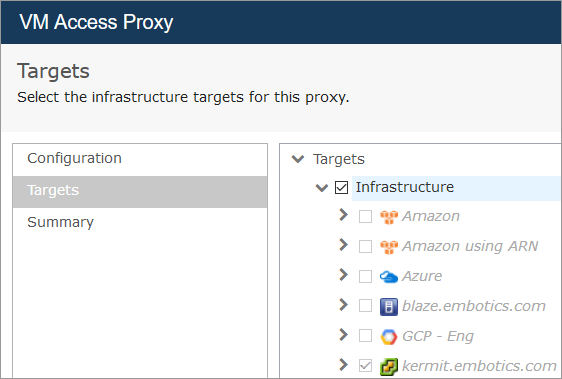 VM Access Proxy
Targets
Select the infrastructure targets for this proxy.
Configuration
Targets
Summary
Targets
Infrastructure
Amazon
Amazon using ARN
Azure
blaze.embotics.com
GCP - Eng
kermit.embotics.com